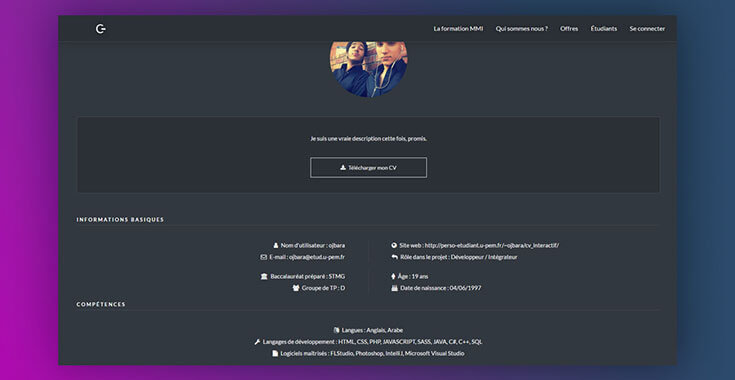 La formation MMI Qui sommes nous ? Offres Étudiants Se connecter
Je suis une vraie description cette fois, promis.
Télécharger mon CV
INFORMATIONS BASIQUES
Nom d'utilisateur : ojbara
E-mail : ojbara@etud.u-pem.fr
Baccalauréat préparé : STMG
Groupe de TP : D
Site web : http://perso-etudiant.u-pem.fr/~ojbara/cv_interactif/
Rôle dans le projet : Développeur / Intégrateur
Âge : 19 ans
Date de naissance : 04/06/1997
COMPÉTENCES
Langues : Anglais, Arabe
Langages de développement : HTML, CSS, PHP, JAVASCRIPT, SASS, JAVA, C#, C++, SQL
Logiciels maîtrisés : FLStudio, Photoshop, IntelliJ, Microsoft Visual Studio